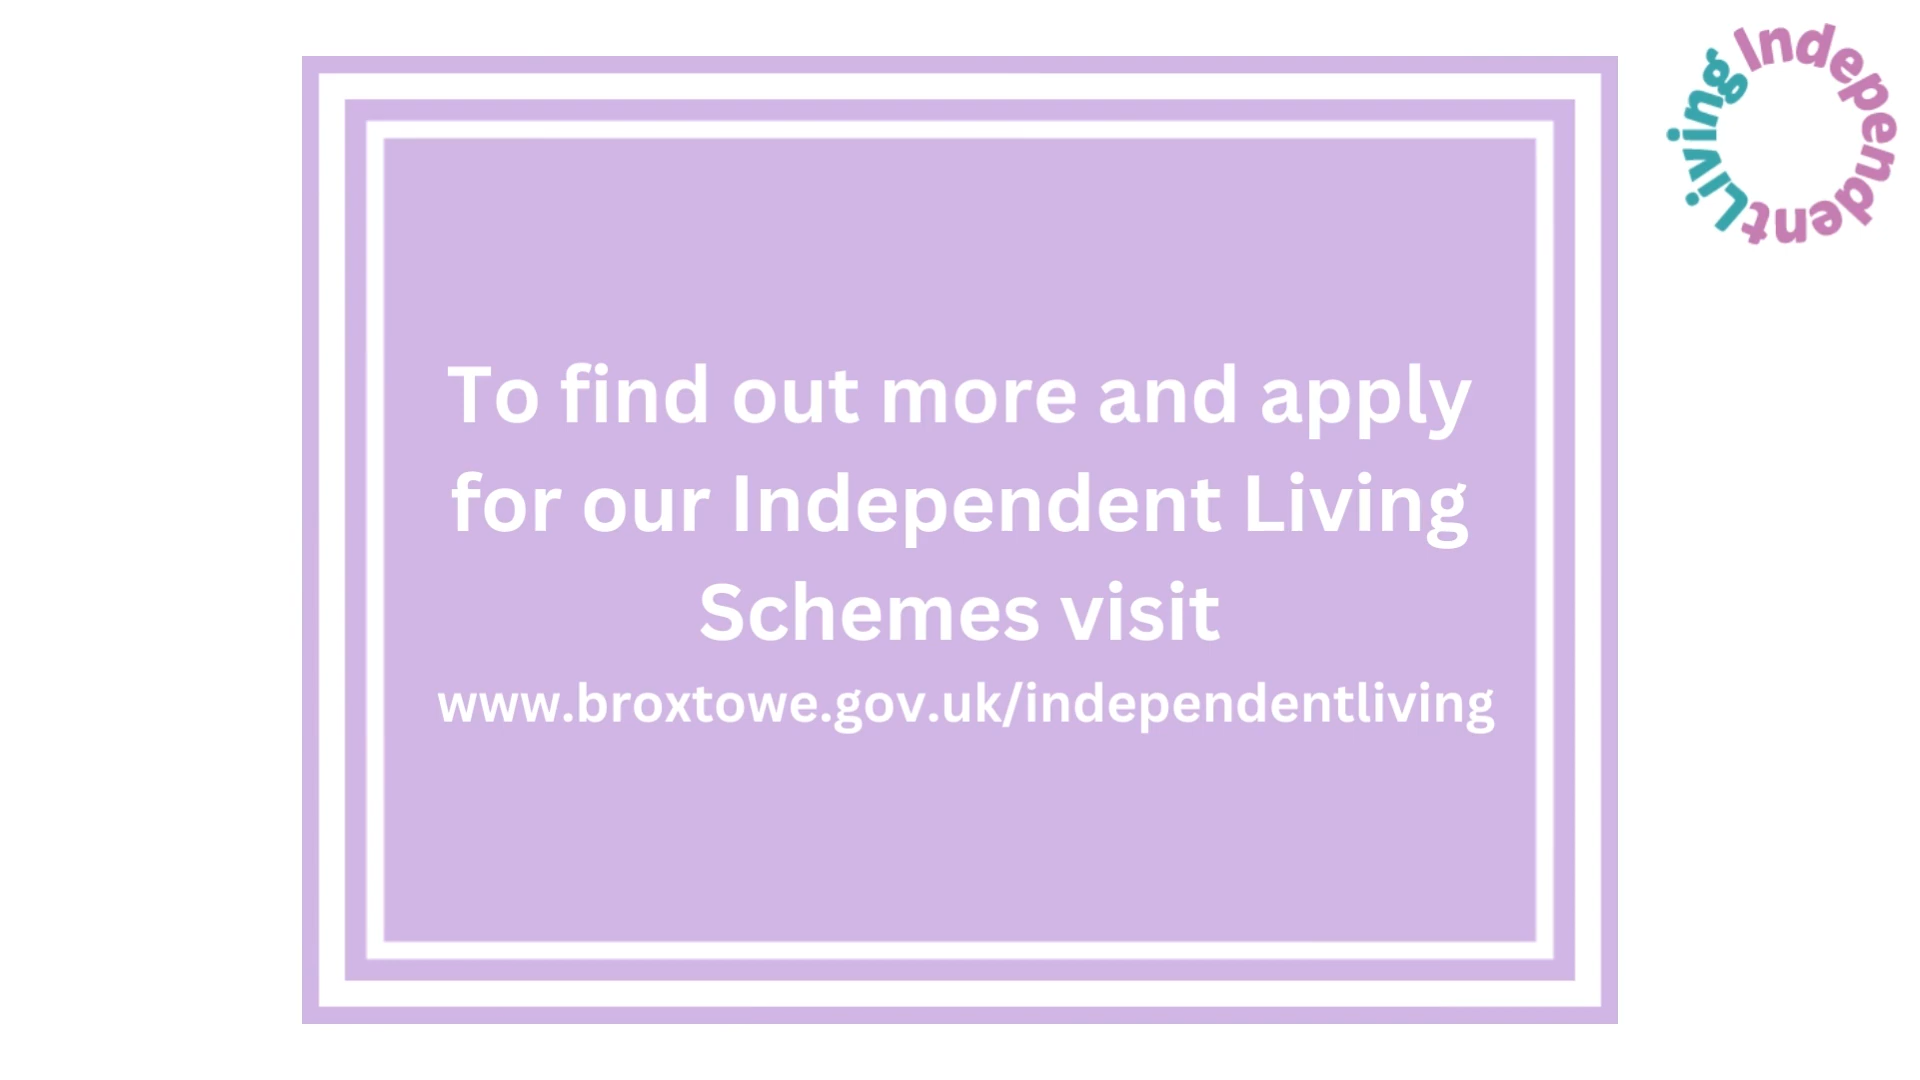 To find out more and apply
for our Independent Living
Schemes visit
www.broxtowe.gov.uk/independentliving
Independent Living